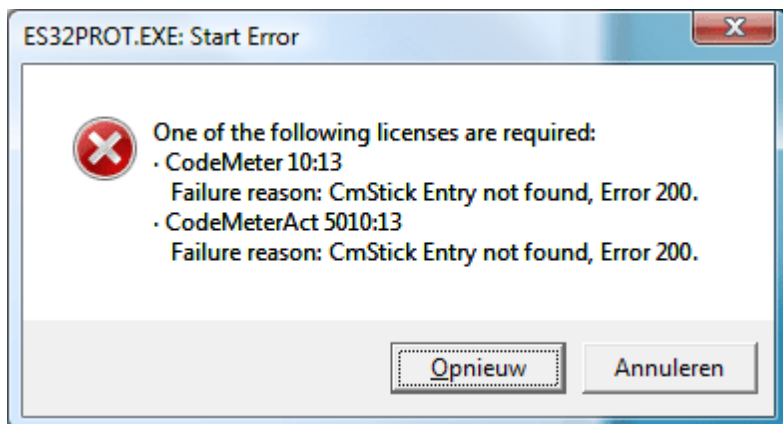 ES32PROT.EXE: Start Error
One of the following licenses are required:
· CodeMeter 10:13
Failure reason: CmStick Entry not found, Error 200.
· CodeMeterAct 5010:13
Failure reason: CmStick Entry not found, Error 200.
Opnieuw
Annuleren